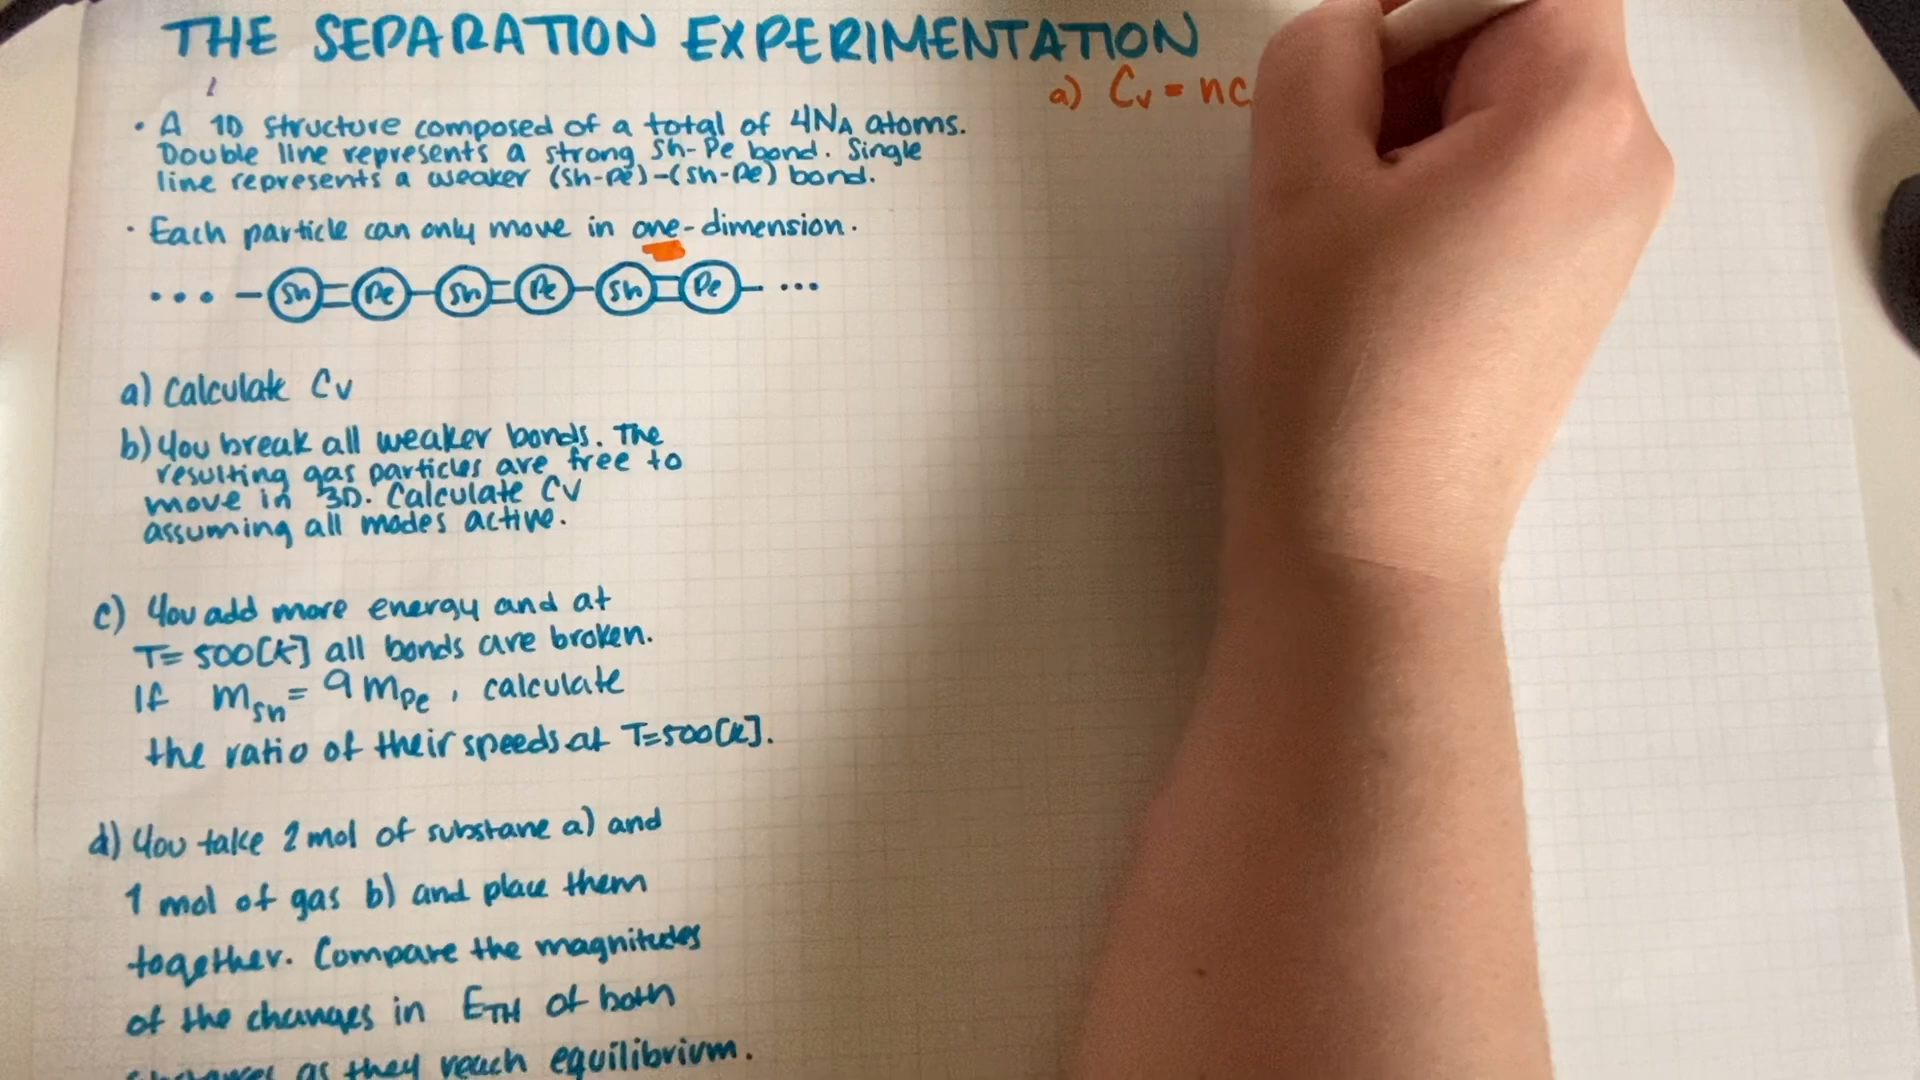 THE SEPARATION EXPERIMENTATION
a) Cv = nc
• A 1D structure composed of a total of 4NA atoms.
Double line represents a strong Sh-Pe bond. Single
line represents a weaker (Sh-Pe)-(Sh-Pe) bond.
• Each particle can only move in one-dimension.
... - Sh = Pe - Sh = Pe - Sh = Pe - ...
a) Calculate Cv
b) You break all weaker bonds. The
resulting gas particles are free to
move in 3D. Calculate Cv
assuming all modes active.
c) You add more energy and at
T= 500[K] all bonds are broken.
If msh = 9mPe, calculate
the ratio of their speeds at T=500[K].
d) You take 2 mol of substane a) and
1 mol of gas b) and place them
together. Compare the magnitudes
of the changes in ETH of both
as they reach equilibrium.